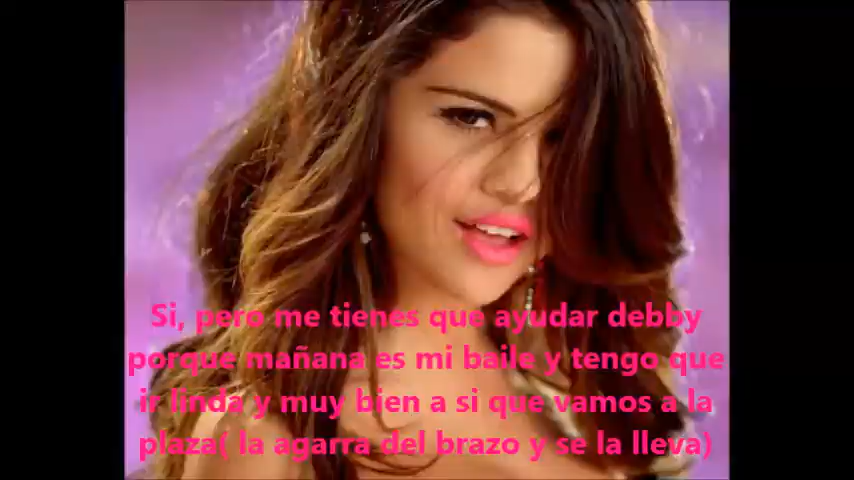 Si, pero me tienes que ayudar debby
porque mañana es mi baile y tengo que
ir linda y muy bien a si que vamos a la
plaza( la agarra del brazo y se la lleva)